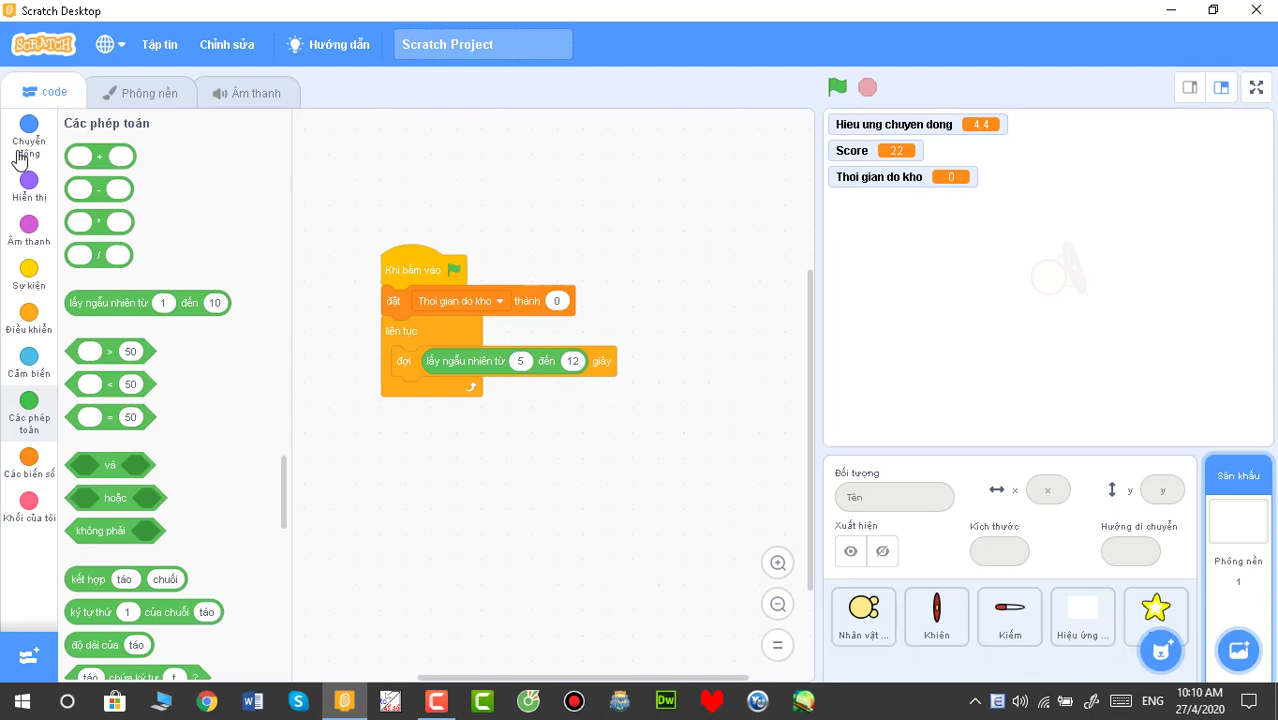 Scratch Desktop
SCRATCH
Tập tin
Chỉnh sửa
Hướng dẫn
Scratch Project
code
Phông nền
Âm thanh
Chuyển động
Hiển thị
Âm thanh
Sự kiện
Điều khiển
Cảm biến
Các phép toán
Các biến số
Khối của tôi
Các phép toán
+
-
*
/
lấy ngẫu nhiên từ 1 đến 10
> 50
< 50
= 50
và
hoặc
không phải
kết hợp táo chuối
ký tự thứ 1 của chuỗi táo
độ dài của táo
táo chứa ký tự t ?
Khi bấm vào
đặt Thoi gian do kho thành 0
liên tục
đợi lấy ngẫu nhiên từ 5 đến 12 giây
Hieu ung chuyen dong 4.4
Score 22
Thoi gian do kho 0
Đối tượng
Tên
x
x
y
y
Xuất hiện
Kích thước
Hướng di chuyển
Nhân vật ...
Khiên
Kiếm
Hiệu ứng ...
Sân khấu
Phông nền
1
ENG
10:10 AM
27/4/2020